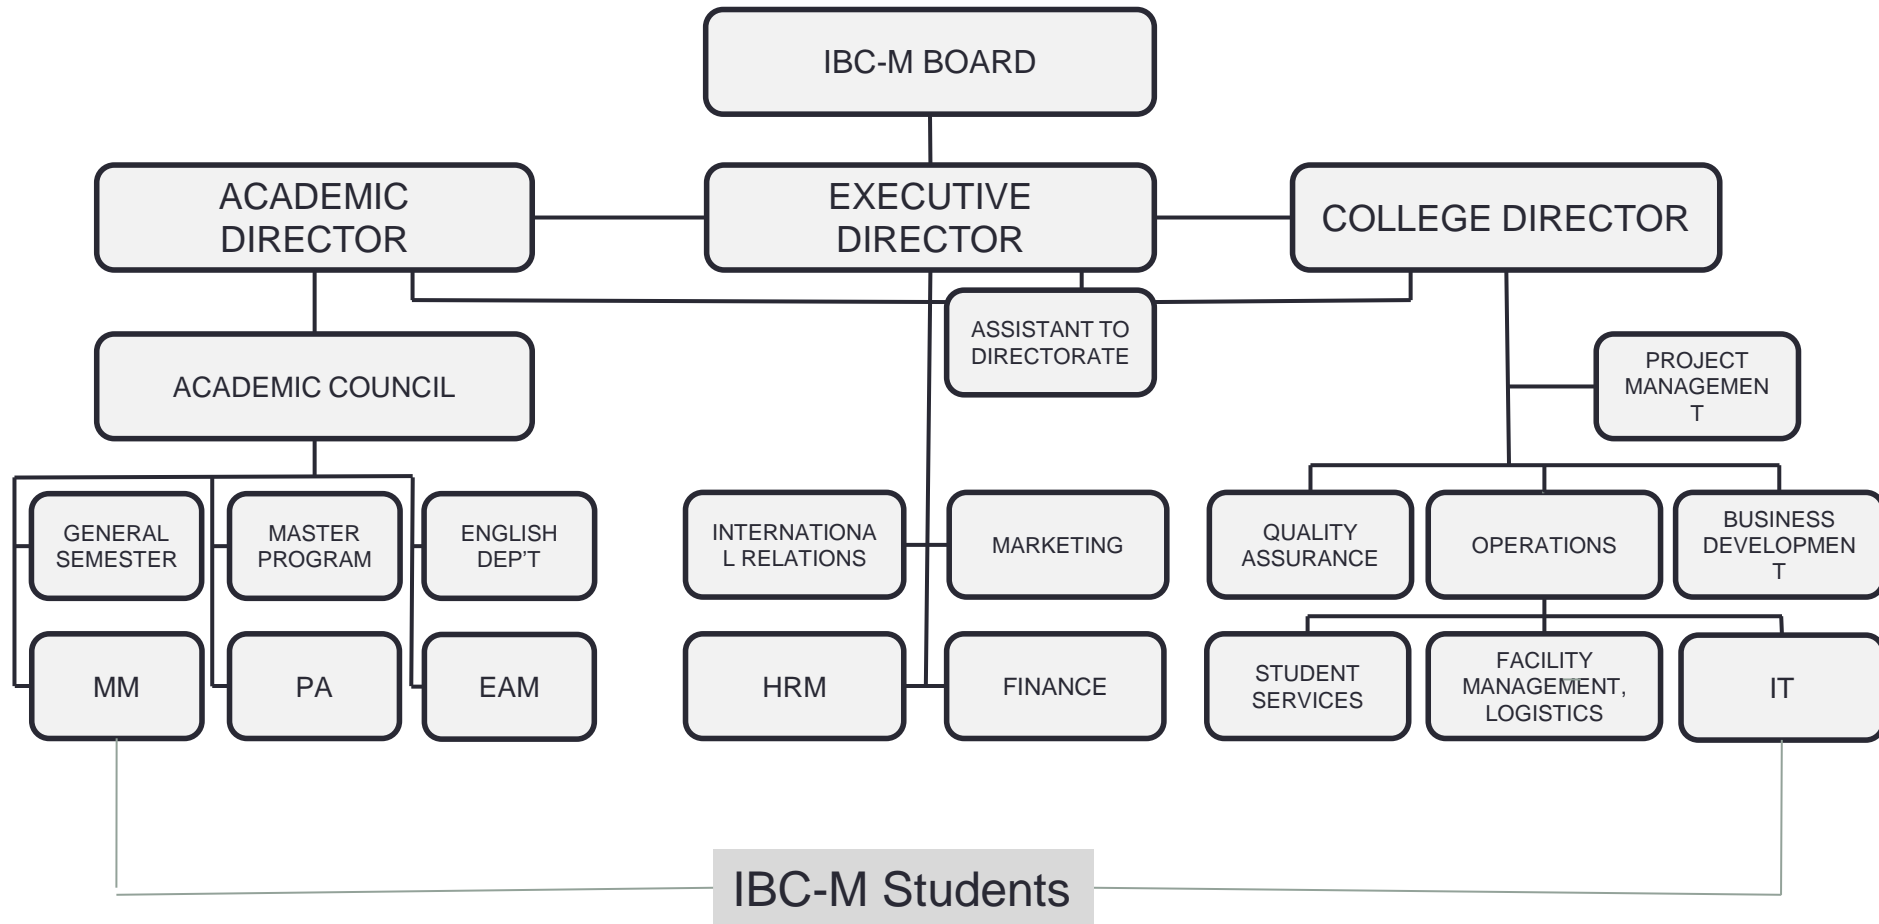 IBC-M BOARD
ACADEMIC
DIRECTOR
EXECUTIVE
DIRECTOR
COLLEGE DIRECTOR
ASSISTANT TO
DIRECTORATE
ACADEMIC COUNCIL
PROJECT
MANAGEMEN
T
GENERAL
SEMESTER
MASTER
PROGRAM
ENGLISH
DEP’T
INTERNATIONA
L RELATIONS
MARKETING
QUALITY
ASSURANCE
OPERATIONS
BUSINESS
DEVELOPMEN
T
MM
PA
EAM
HRM
FINANCE
STUDENT
SERVICES
FACILITY
MANAGEMENT,
LOGISTICS
IT
IBC-M Students